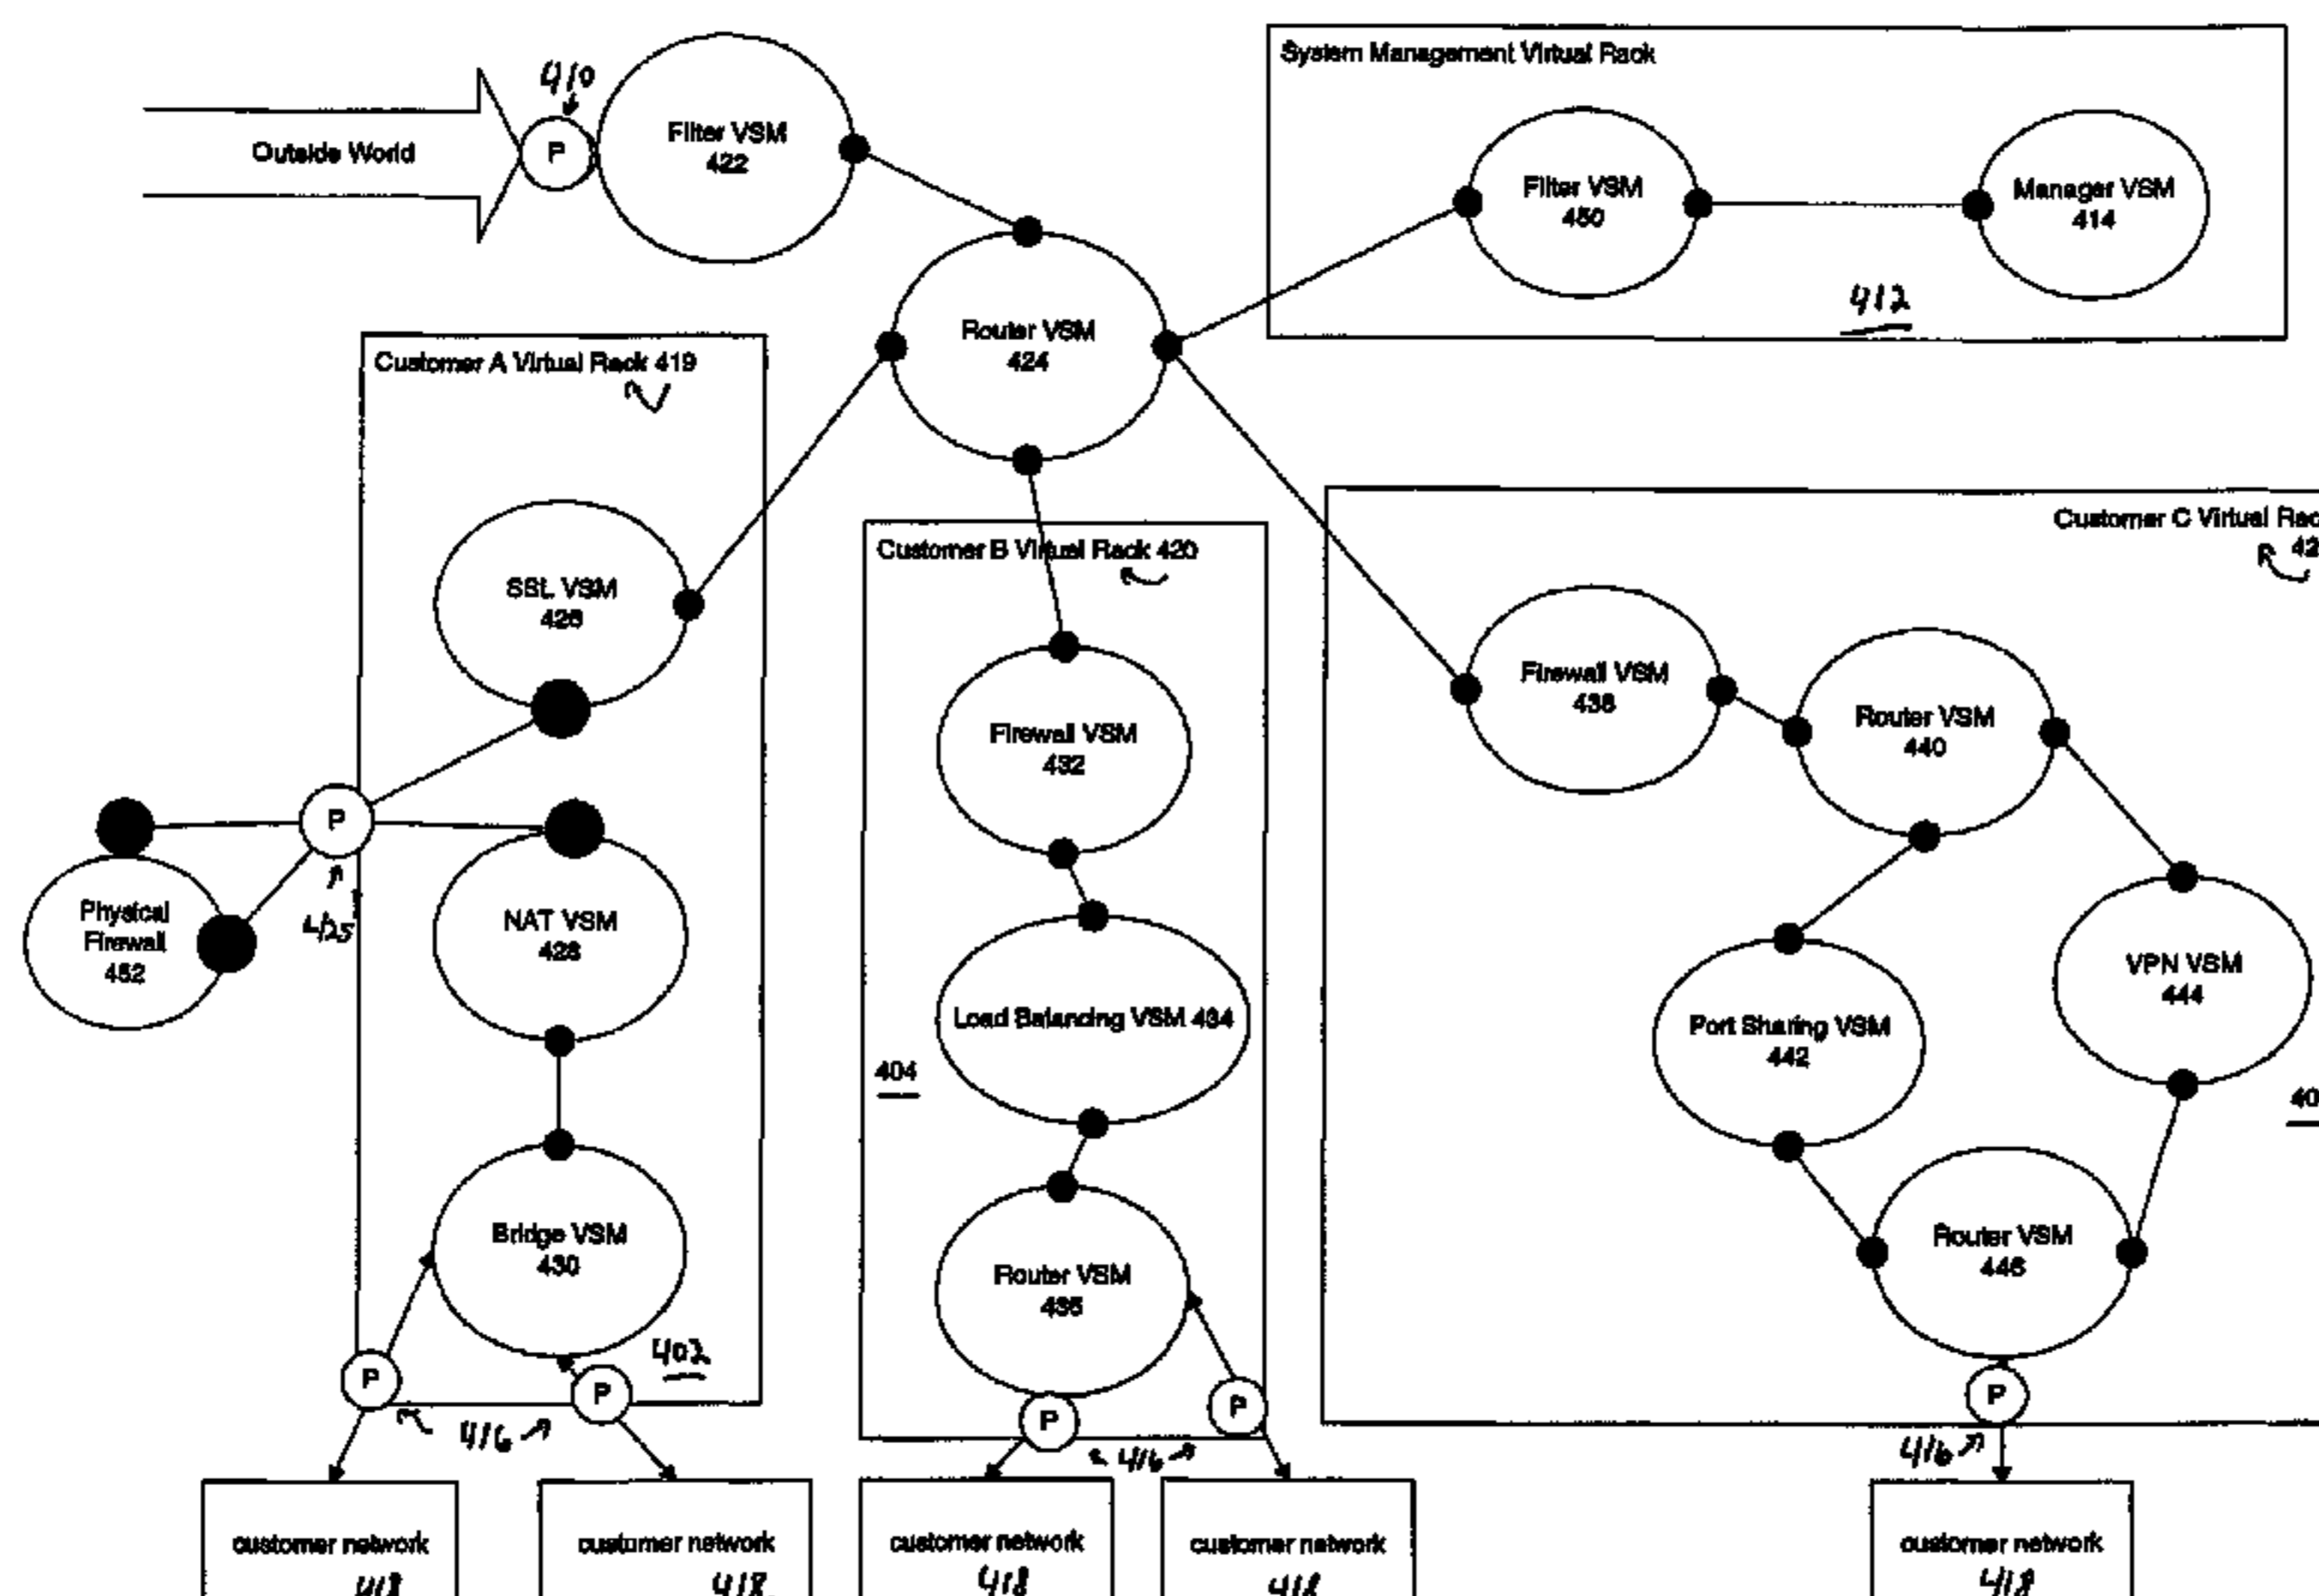 410
System Management Virtual Rack
Outside World
P
Filter VSM
422
Filter VSM
450
Manager VSM
414
412
Router VSM
424
Customer A Virtual Rack 419
SSL VSM
426
P
425
Physical
Firewall
452
NAT VSM
428
Bridge VSM
430
402
P
P
416
Customer B Virtual Rack 420
Firewall VSM
432
Load Balancing VSM 434
404
Router VSM
436
P
P
416
Customer C Virtual
Firewall VSM
438
Router VSM
440
Port Sharing VSM
442
VPN VSM
444
Router VSM
446
P
416
customer network
418
customer network
418
customer network
418
customer network
418
customer network
418